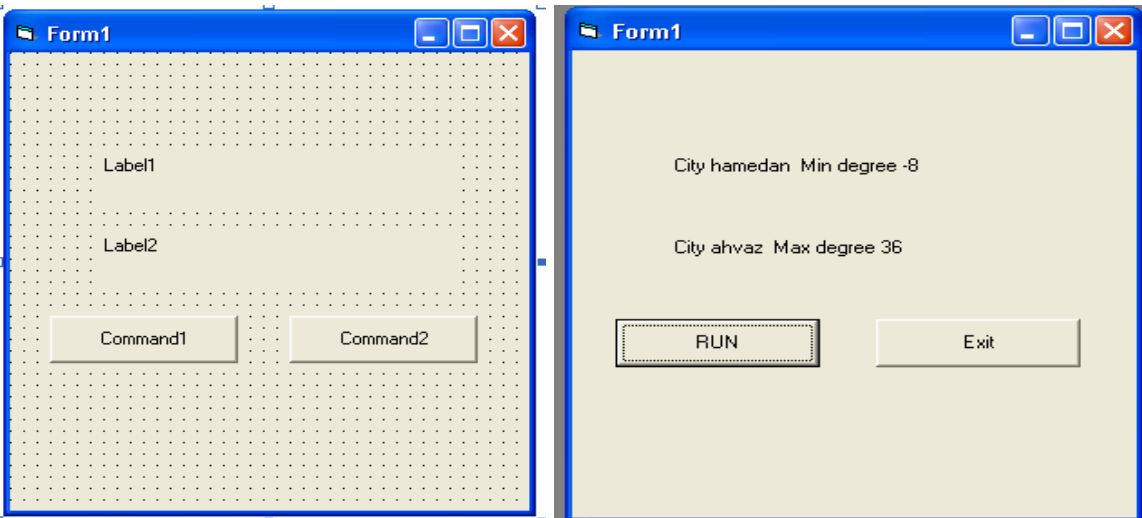 Form1
Label1
Label2
Command1 Command2
Form1
City hamedan  Min degree -8
City ahvaz  Max degree 36
RUN Exit